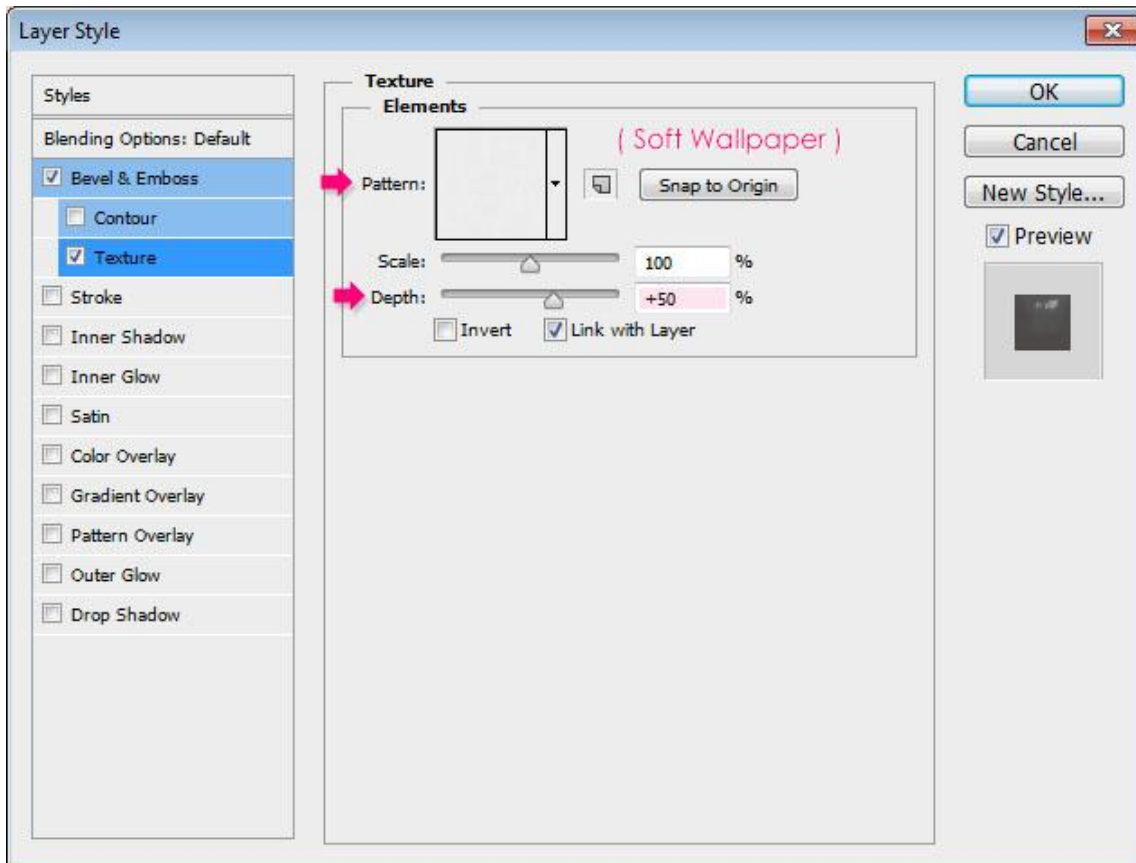 Layer Style
Styles
Blending Options: Default
Bevel & Emboss
Contour
Texture
Stroke
Inner Shadow
Inner Glow
Satin
Color Overlay
Gradient Overlay
Pattern Overlay
Outer Glow
Drop Shadow
Texture
Elements
( Soft Wallpaper )
Pattern:
Snap to Origin
Scale: 100 %
Depth: +50 %
Invert Link with Layer
OK
Cancel
New Style...
Preview